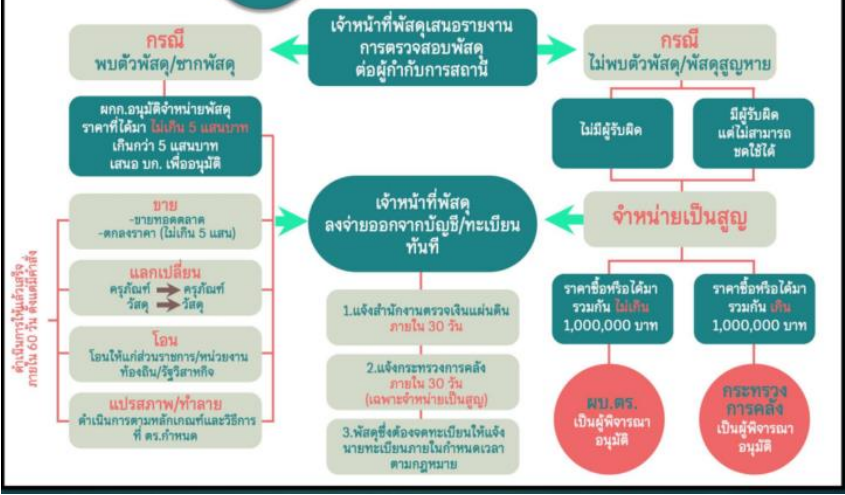 เจ้าหน้าที่พัสดุเสนอรายงาน
การตรวจสอบพัสดุ
ต่อผู้กำกับการสถานี
กรณี
พบตัวพัสดุ/ซากพัสดุ
ผกก.อนุมัติจำหน่ายพัสดุ
ราคาที่ได้มา ไม่เกิน 5 แสนบาท
เกินกว่า 5 แสนบาท
เสนอ บก. เพื่ออนุมัติ
ดำเนินการให้แล้วเสร็จ
ภายใน 60 วัน ตั้งแต่มีคำสั่ง
ขาย
-ขายทอดตลาด
-ตกลงราคา (ไม่เกิน 5 แสน)
แลกเปลี่ยน
ครุภัณฑ์ → ครุภัณฑ์
วัสดุ → วัสดุ
โอน
โอนให้แก่ส่วนราชการ/หน่วยงาน
ท้องถิ่น/รัฐวิสาหกิจ
แปรสภาพ/ทำลาย
ดำเนินการตามหลักเกณฑ์และวิธีการ
ที่ ตร.กำหนด
เจ้าหน้าที่พัสดุ
ลงจ่ายออกจากบัญชี/ทะเบียน
ทันที
1.แจ้งสำนักงานตรวจเงินแผ่นดิน
ภายใน 30 วัน
2.แจ้งกระทรวงการคลัง
ภายใน 30 วัน
(เฉพาะจำหน่ายเป็นสูญ)
3.พัสดุซึ่งต้องจดทะเบียนให้แจ้ง
นายทะเบียนภายในกำหนดเวลา
ตามกฎหมาย
กรณี
ไม่พบตัวพัสดุ/พัสดุสูญหาย
ไม่มีผู้รับผิด
มีผู้รับผิด
แต่ไม่สามารถ
ชดใช้ได้
จำหน่ายเป็นสูญ
ราคาซื้อหรือได้มา
รวมกัน ไม่เกิน
1,000,000 บาท
ราคาซื้อหรือได้มา
รวมกัน เกิน
1,000,000 บาท
ผบ.ตร.
เป็นผู้พิจารณา
อนุมัติ
กระทรวง
การคลัง
เป็นผู้พิจารณา
อนุมัติ